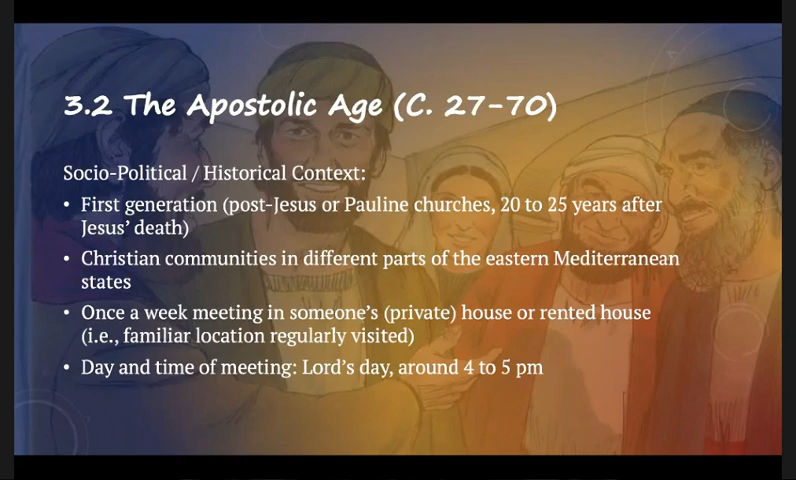 3.2 The Apostolic Age (C. 27-70)
Socio-Political / Historical Context:
• First generation (post-Jesus or Pauline churches, 20 to 25 years after
Jesus’ death)
• Christian communities in different parts of the eastern Mediterranean
states
• Once a week meeting in someone’s (private) house or rented house
(i.e., familiar location regularly visited)
• Day and time of meeting: Lord’s day, around 4 to 5 pm